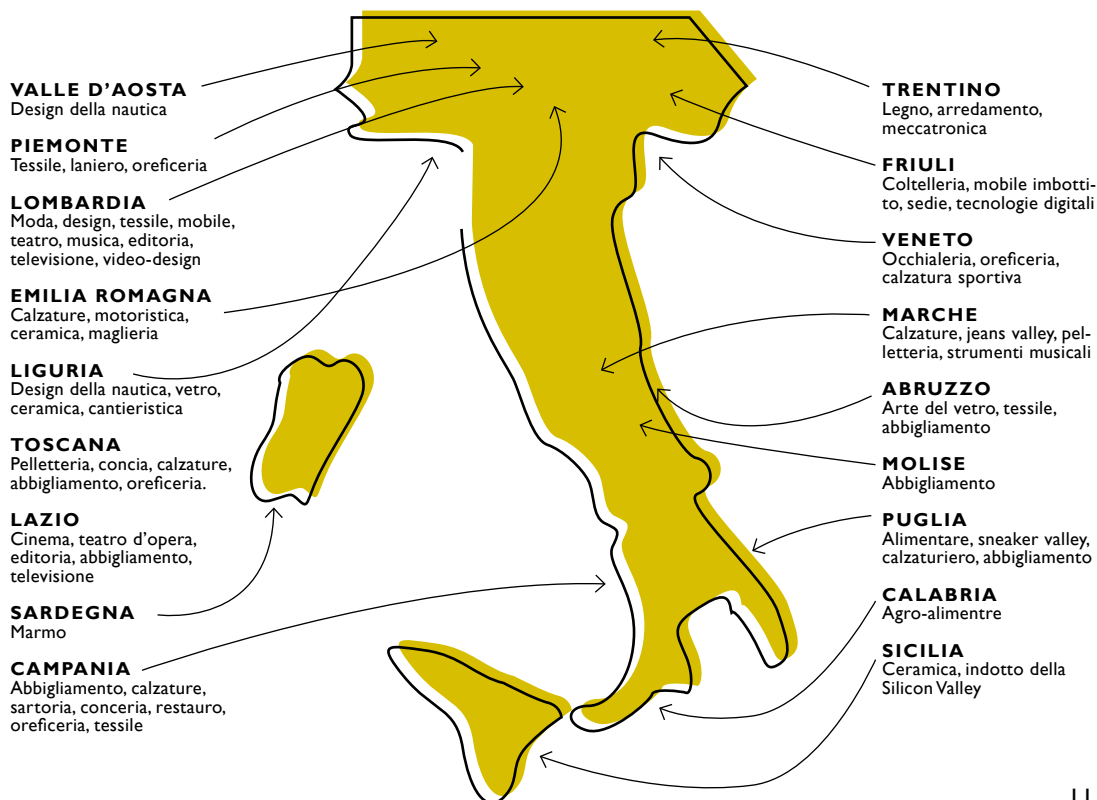 VALLE D'AOSTA
Design della nautica
PIEMONTE
Tessile, laniero, oreficeria
LOMBARDIA
Moda, design, tessile, mobile,
teatro, musica, editoria,
televisione, video-design
EMILIA ROMAGNA
Calzature, motoristica,
ceramica, maglieria
LIGURIA
Design della nautica, vetro,
ceramica, cantieristica
TOSCANA
Pelletteria, concia, calzature,
abbigliamento, oreficeria.
LAZIO
Cinema, teatro d'opera,
editoria, abbigliamento,
televisione
SARDEGNA
Marmo
CAMPANIA
Abbigliamento, calzature,
sartoria, conceria, restauro,
oreficeria, tessile
TRENTINO
Legno, arredamento,
meccatronica
FRIULI
Coltelleria, mobile imbotti-
to, sedie, tecnologie digitali
VENETO
Occhialeria, oreficeria,
calzatura sportiva
MARCHE
Calzature, jeans valley, pel-
letteria, strumenti musicali
ABRUZZO
Arte del vetro, tessile,
abbigliamento
MOLISE
Abbigliamento
PUGLIA
Alimentare, sneaker valley,
calzaturiero, abbigliamento
CALABRIA
Agro-alimentre
SICILIA
Ceramica, indotto della
Silicon Valley